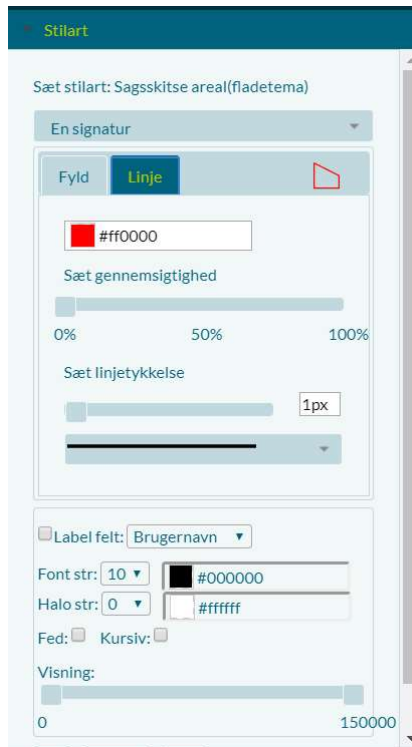 Stilart
Sæt stilart: Sagsskitse areal(fladetema)
En signatur
Fyld Linje
#ff0000
Sæt gennemsigtighed
0% 50% 100%
Sæt linjetykkelse
1px
Label felt: Brugernavn
Font str: 10 #000000
Halo str: 0 #ffffff
Fed: Kursiv:
Visning:
0 150000